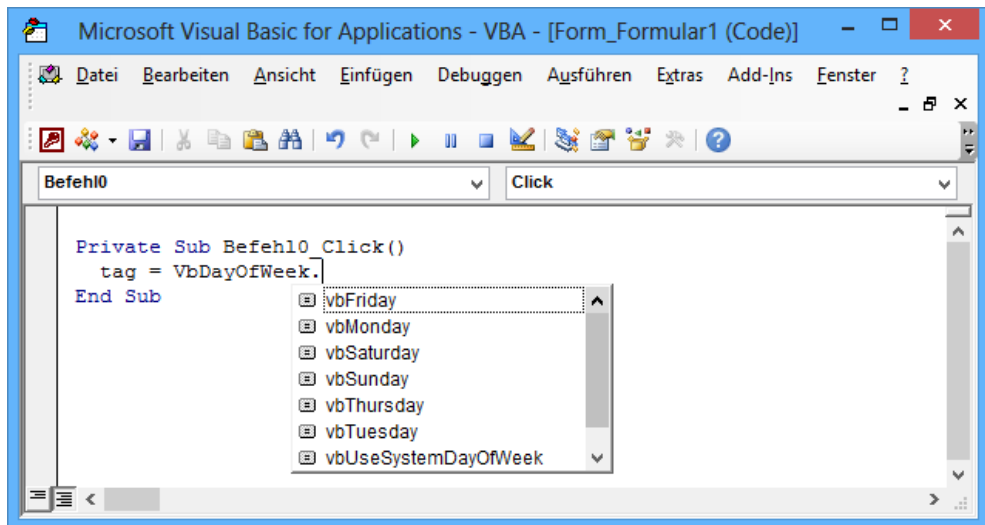 Microsoft Visual Basic for Applications - VBA - [Form_Formular1 (Code)]
Datei Bearbeiten Ansicht Einfügen Debuggen Ausführen Extras Add-Ins Fenster ?
Befehl0 Click
Private Sub Befehl0_Click()
tag = VbDayOfWeek.
End Sub
vbFriday
vbMonday
vbSaturday
vbSunday
vbThursday
vbTuesday
vbUseSystemDayOfWeek